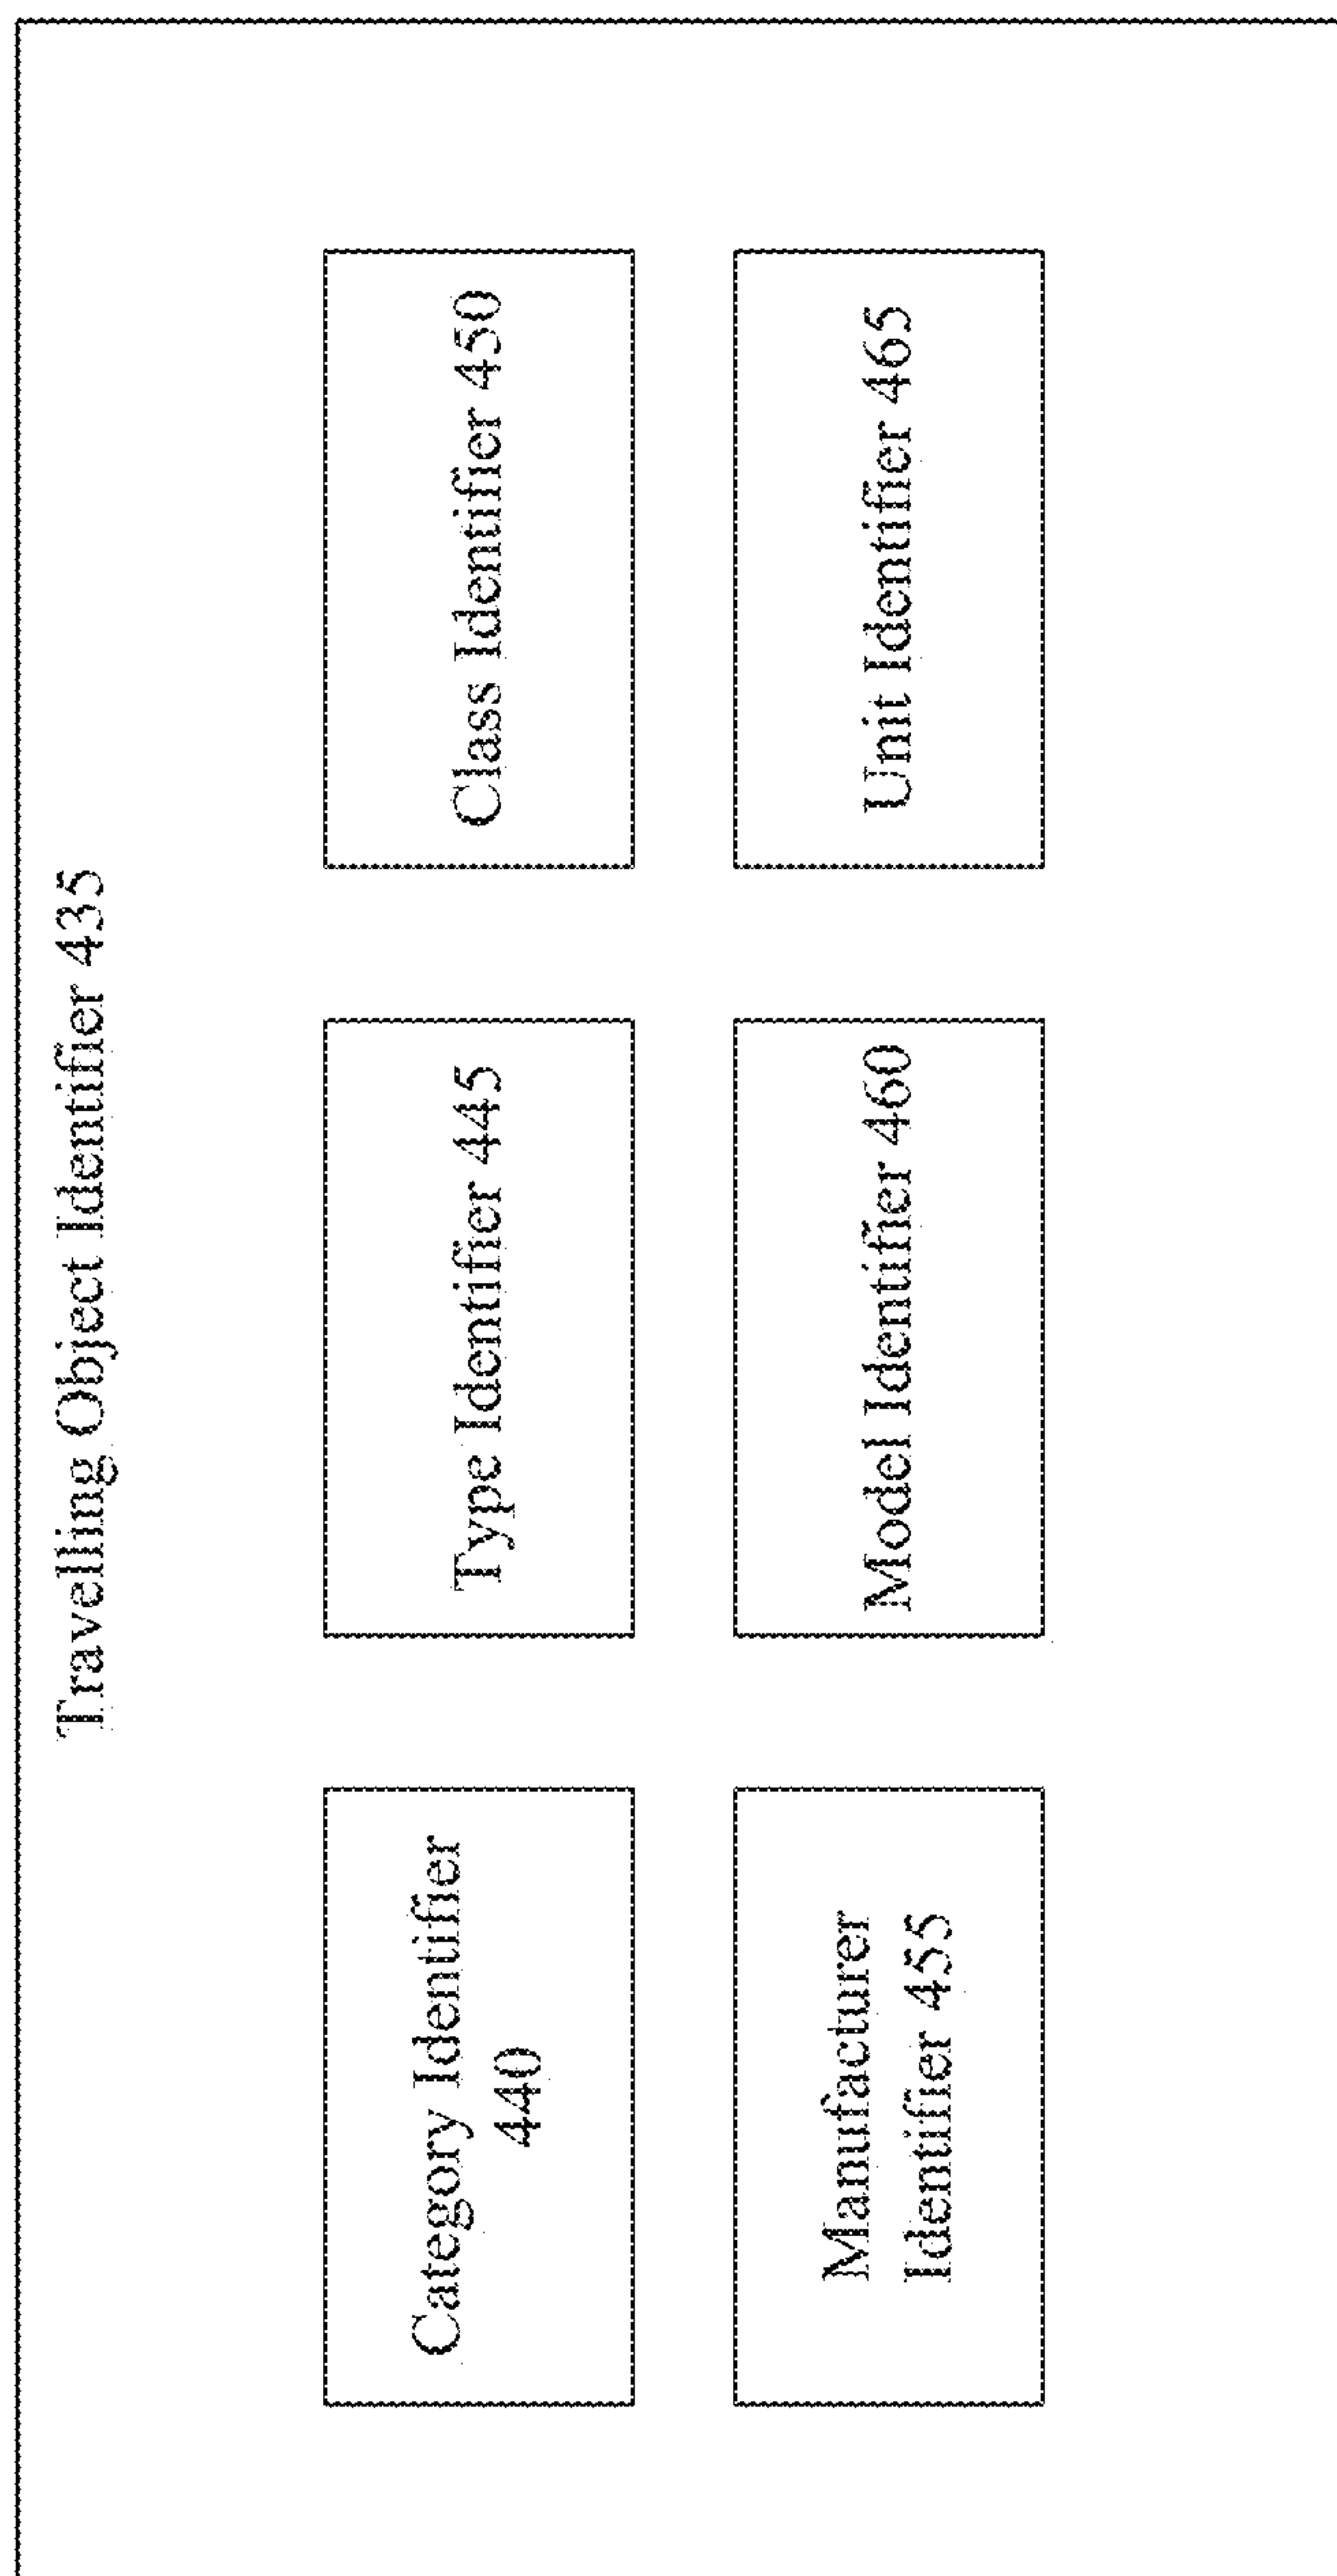 Travelling Object Identifier 435
Category Identifier
440
Type Identifier 445
Class Identifier 450
Manufacturer
Identifier 455
Model Identifier 460
Unit Identifier 465